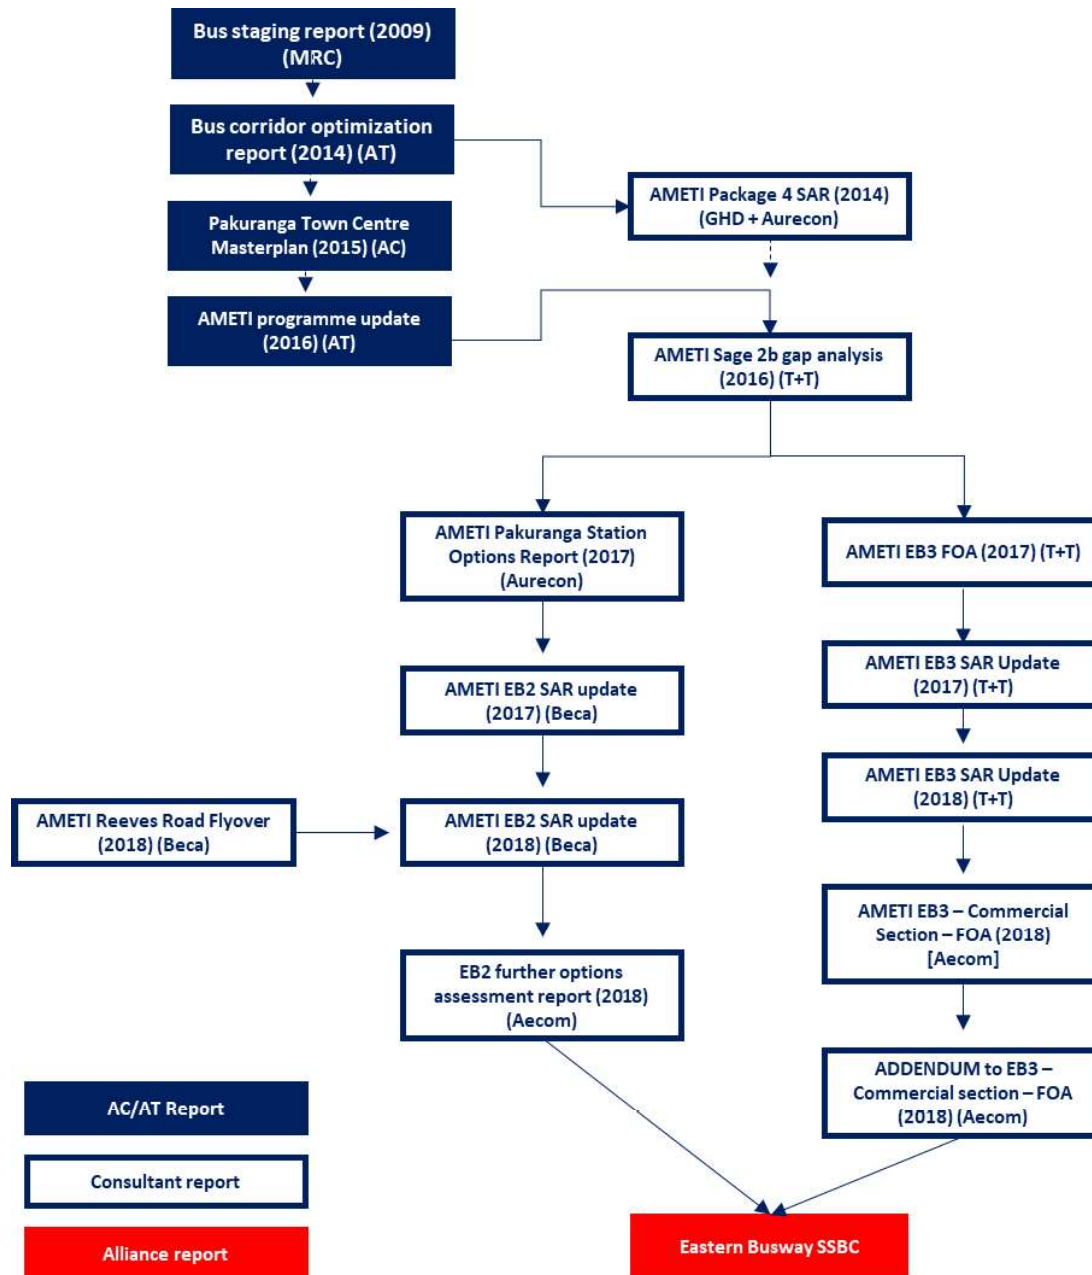 Bus staging report (2009)
(MRC)
Bus corridor optimization
report (2014) (AT)
AMETI Package 4 SAR (2014)
(GHD + Aurecon)
Pakuranga Town Centre
Masterplan (2015) (AC)
AMETI programme update
(2016) (AT)
AMETI Sage 2b gap analysis
(2016) (T+T)
AMETI Pakuranga Station
Options Report (2017)
(Aurecon)
AMETI EB3 FOA (2017) (T+T)
AMETI EB2 SAR update
(2017) (Beca)
AMETI EB3 SAR Update
(2017) (T+T)
AMETI Reeves Road Flyover
(2018) (Beca)
AMETI EB2 SAR update
(2018) (Beca)
AMETI EB3 SAR Update
(2018) (T+T)
AMETI EB3 – Commercial
Section – FOA (2018)
[Aecom]
EB2 further options
assessment report (2018)
(Aecom)
ADDENDUM to EB3 –
Commercial section – FOA
(2018) (Aecom)
AC/AT Report
Consultant report
Alliance report
Eastern Busway SSBC